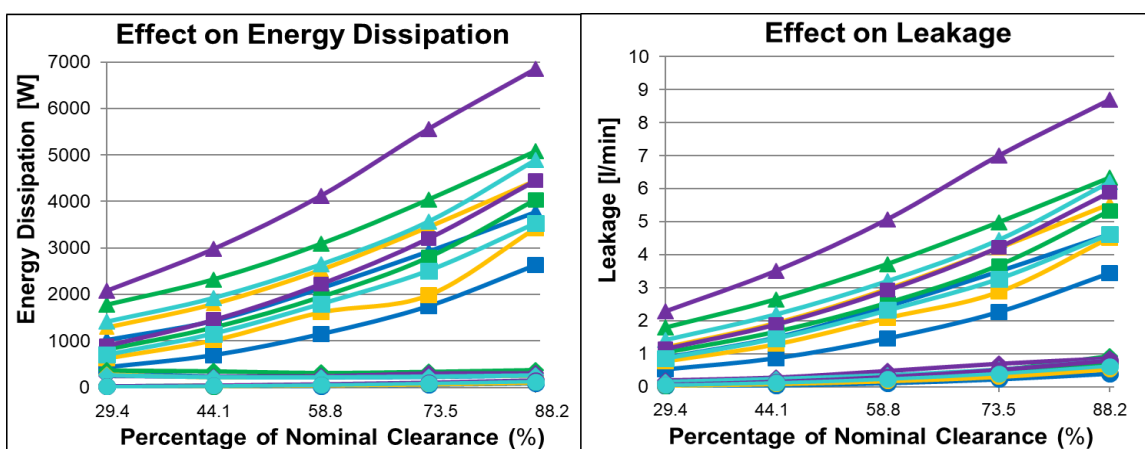 Effect on Energy Dissipation
Energy Dissipation [W]
7000
6000
5000
4000
3000
2000
1000
0
29.4 44.1 58.8 73.5 88.2
Percentage of Nominal Clearance (%)
Effect on Leakage
Leakage [l/min]
10
9
8
7
6
5
4
3
2
1
0
29.4 44.1 58.8 73.5 88.2
Percentage of Nominal Clearance (%)